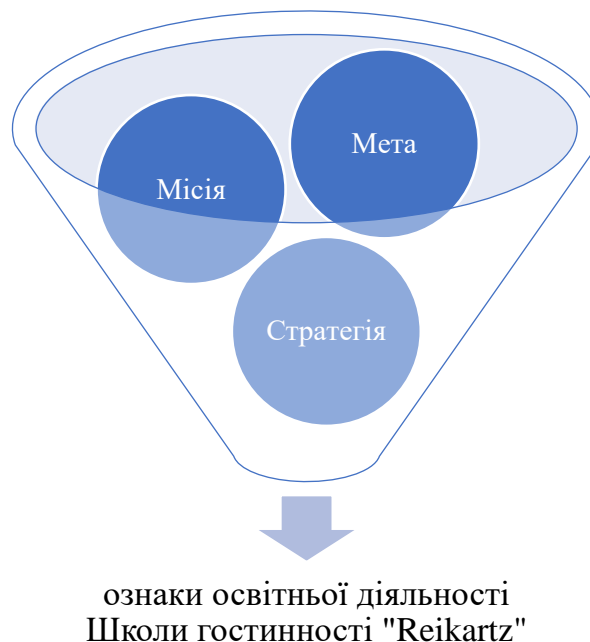 Мета
Місія
Стратегія
ознаки освітньої діяльності
Школи гостинності "Reikartz"